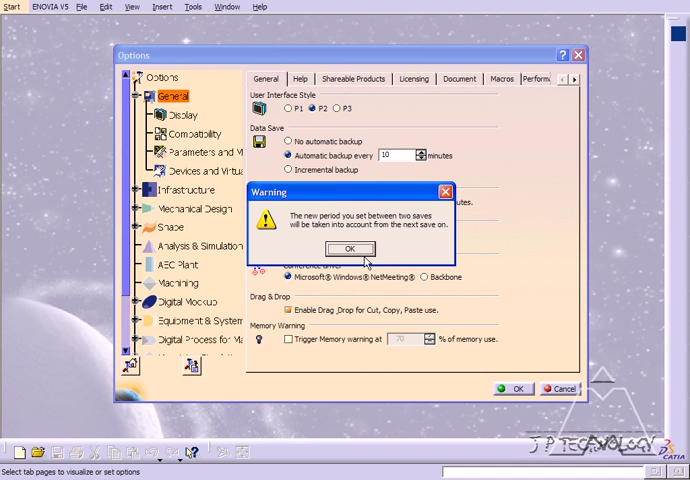 Start ENOVIA V5 File Edit View Insert Tools Window Help
Options
Options
General
Display
Compatibility
Parameters and M
Devices and Virtua
Infrastructure
Mechanical Design
Shape
Analysis & Simulation
AEC Plant
Machining
Digital Mockup
Equipment & System
Digital Process for Ma
General Help Shareable Products Licensing Document Macros Perform
User Interface Style
P1 P2 P3
Data Save
No automatic backup
Automatic backup every 10 minutes
Incremental backup
utes.
Warning
The new period you set between two saves
will be taken into account from the next save on.
OK
Conference driver
Microsoft® Windows® NetMeeting® Backbone
Drag & Drop
Enable Drag_Drop for Cut, Copy, Paste use.
Memory Warning
Trigger Memory warning at 70 % of memory use.
OK Cancel
J P TECHNOLOGY
CATIA
Select tab pages to visualize or set options